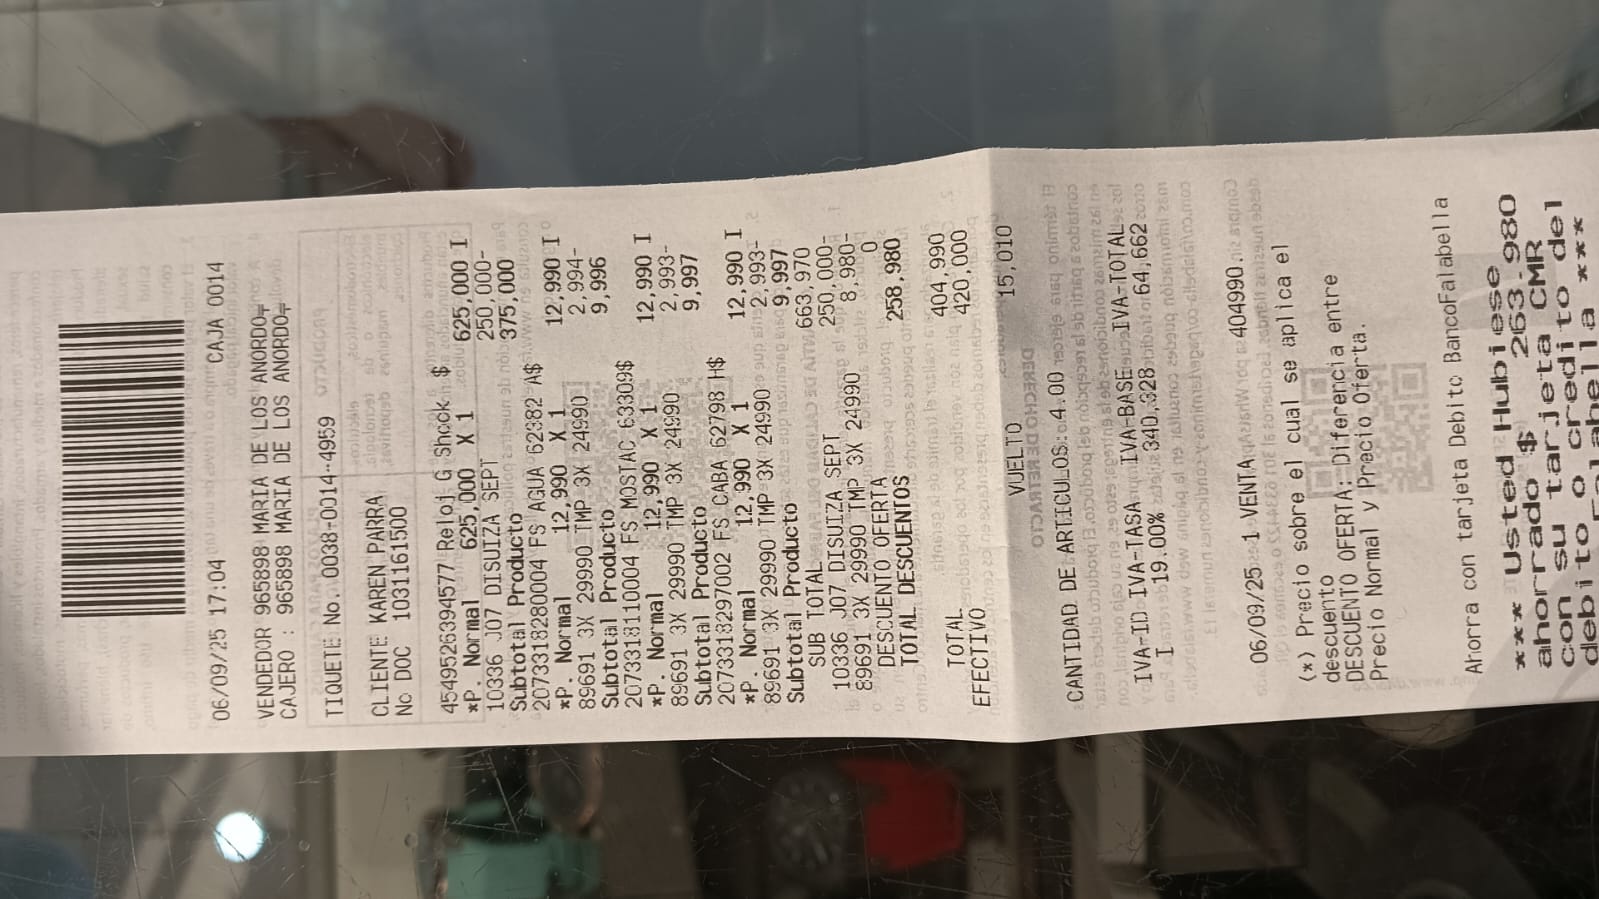 06/09/25 17:04 CAJA 0014
VENDEDOR 965898 MARIA DE LOS ANORDO
CAJERO : 965898 MARIA DE LOS ANORDO
TIQUETE No. 0038-0014-4959
CLIENTE KAREN PARRA
No DOC 1031161500
4549526394577 Reloj G Shcok $
*P. Normal 625,000 X 1 625,000 I
10336 J07 DISUIZA SEPT 250,000-
Subtotal Producto 375,000
2073318280004 FS AGUA 62382 A$
*P. Normal 12,990 X 1 12,990 I
89691 3X 29990 TMP 3X 24990 2,994-
Subtotal Producto 9,996
2073318110004 FS MOSTAC 63309$
*P. Normal 12,990 X 1 12,990 I
89691 3X 29990 TMP 3X 24990 2,993-
Subtotal Producto 9,997
2073318297002 FS CABA 62798 H$
*P. Normal 12,990 X 1 12,990 I
89691 3X 29990 TMP 3X 24990 2,993-
Subtotal Producto 9,997
SUB TOTAL 663,970
10336 J07 DISUIZA SEPT 250,000-
89691 3X 29990 TMP 3X 24990 8,980-
DESCUENTO OFERTA 0
TOTAL DESCUENTOS 258,980
TOTAL 404,990
EFECTIVO 420,000
VUELTO 15,010
CANTIDAD DE ARTICULOS: 4.00
IVA-ID IVA-TASA IVA-BASE IVA-TOTAL
I 19.00% 340,328 64,662
06/09/25 1 VENTA 404990
(*) Precio sobre el cual se aplica el
descuento
DESCUENTO OFERTA: Diferencia entre
Precio Normal y Precio Oferta.
Ahorra con tarjeta Debito BancoFalabella
*** Usted Hubiese
ahorrado $ 263.980
con su tarjeta CMR
debito o credito del